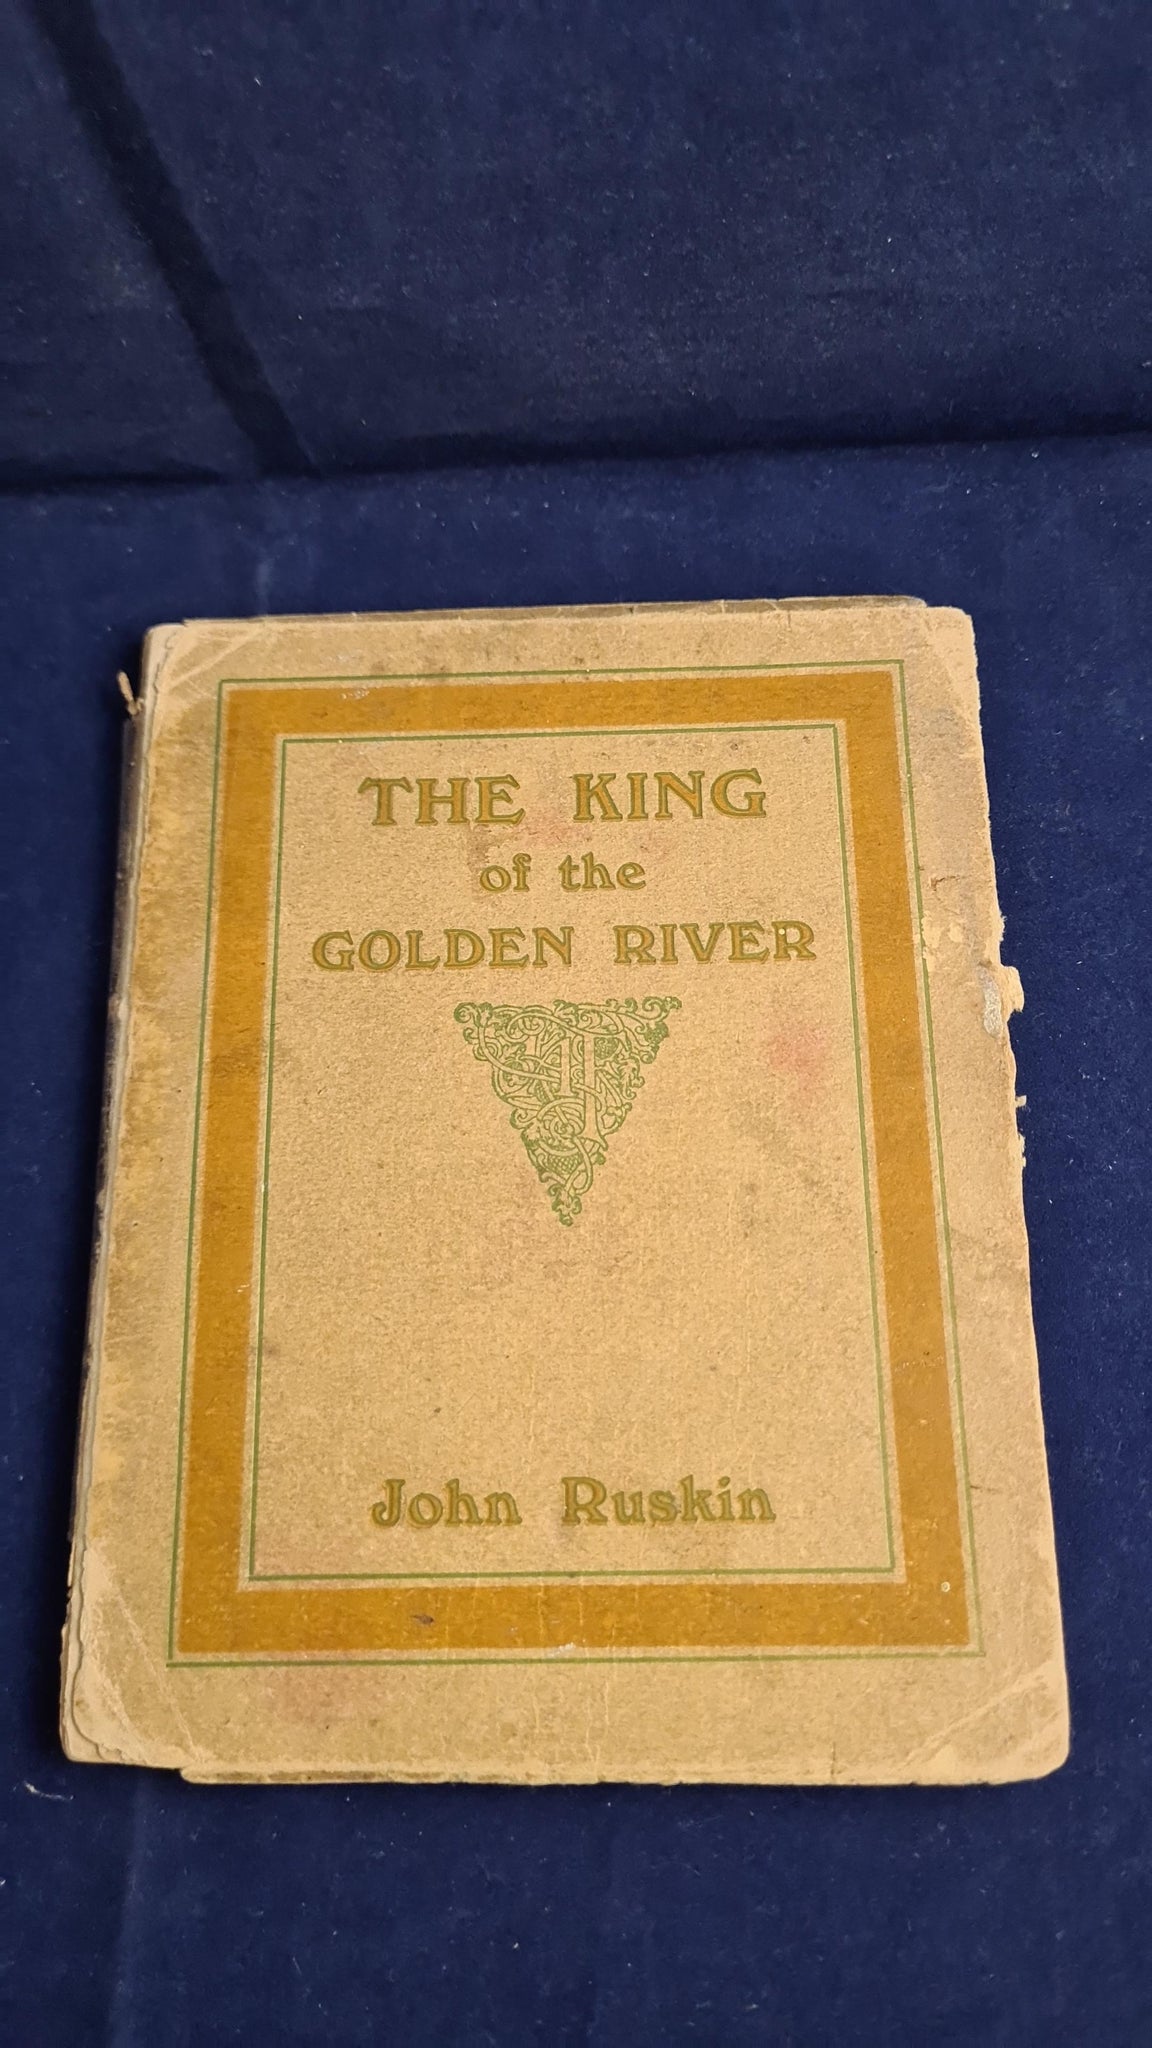 THE KING
of the
GOLDEN RIVER
John Ruskin